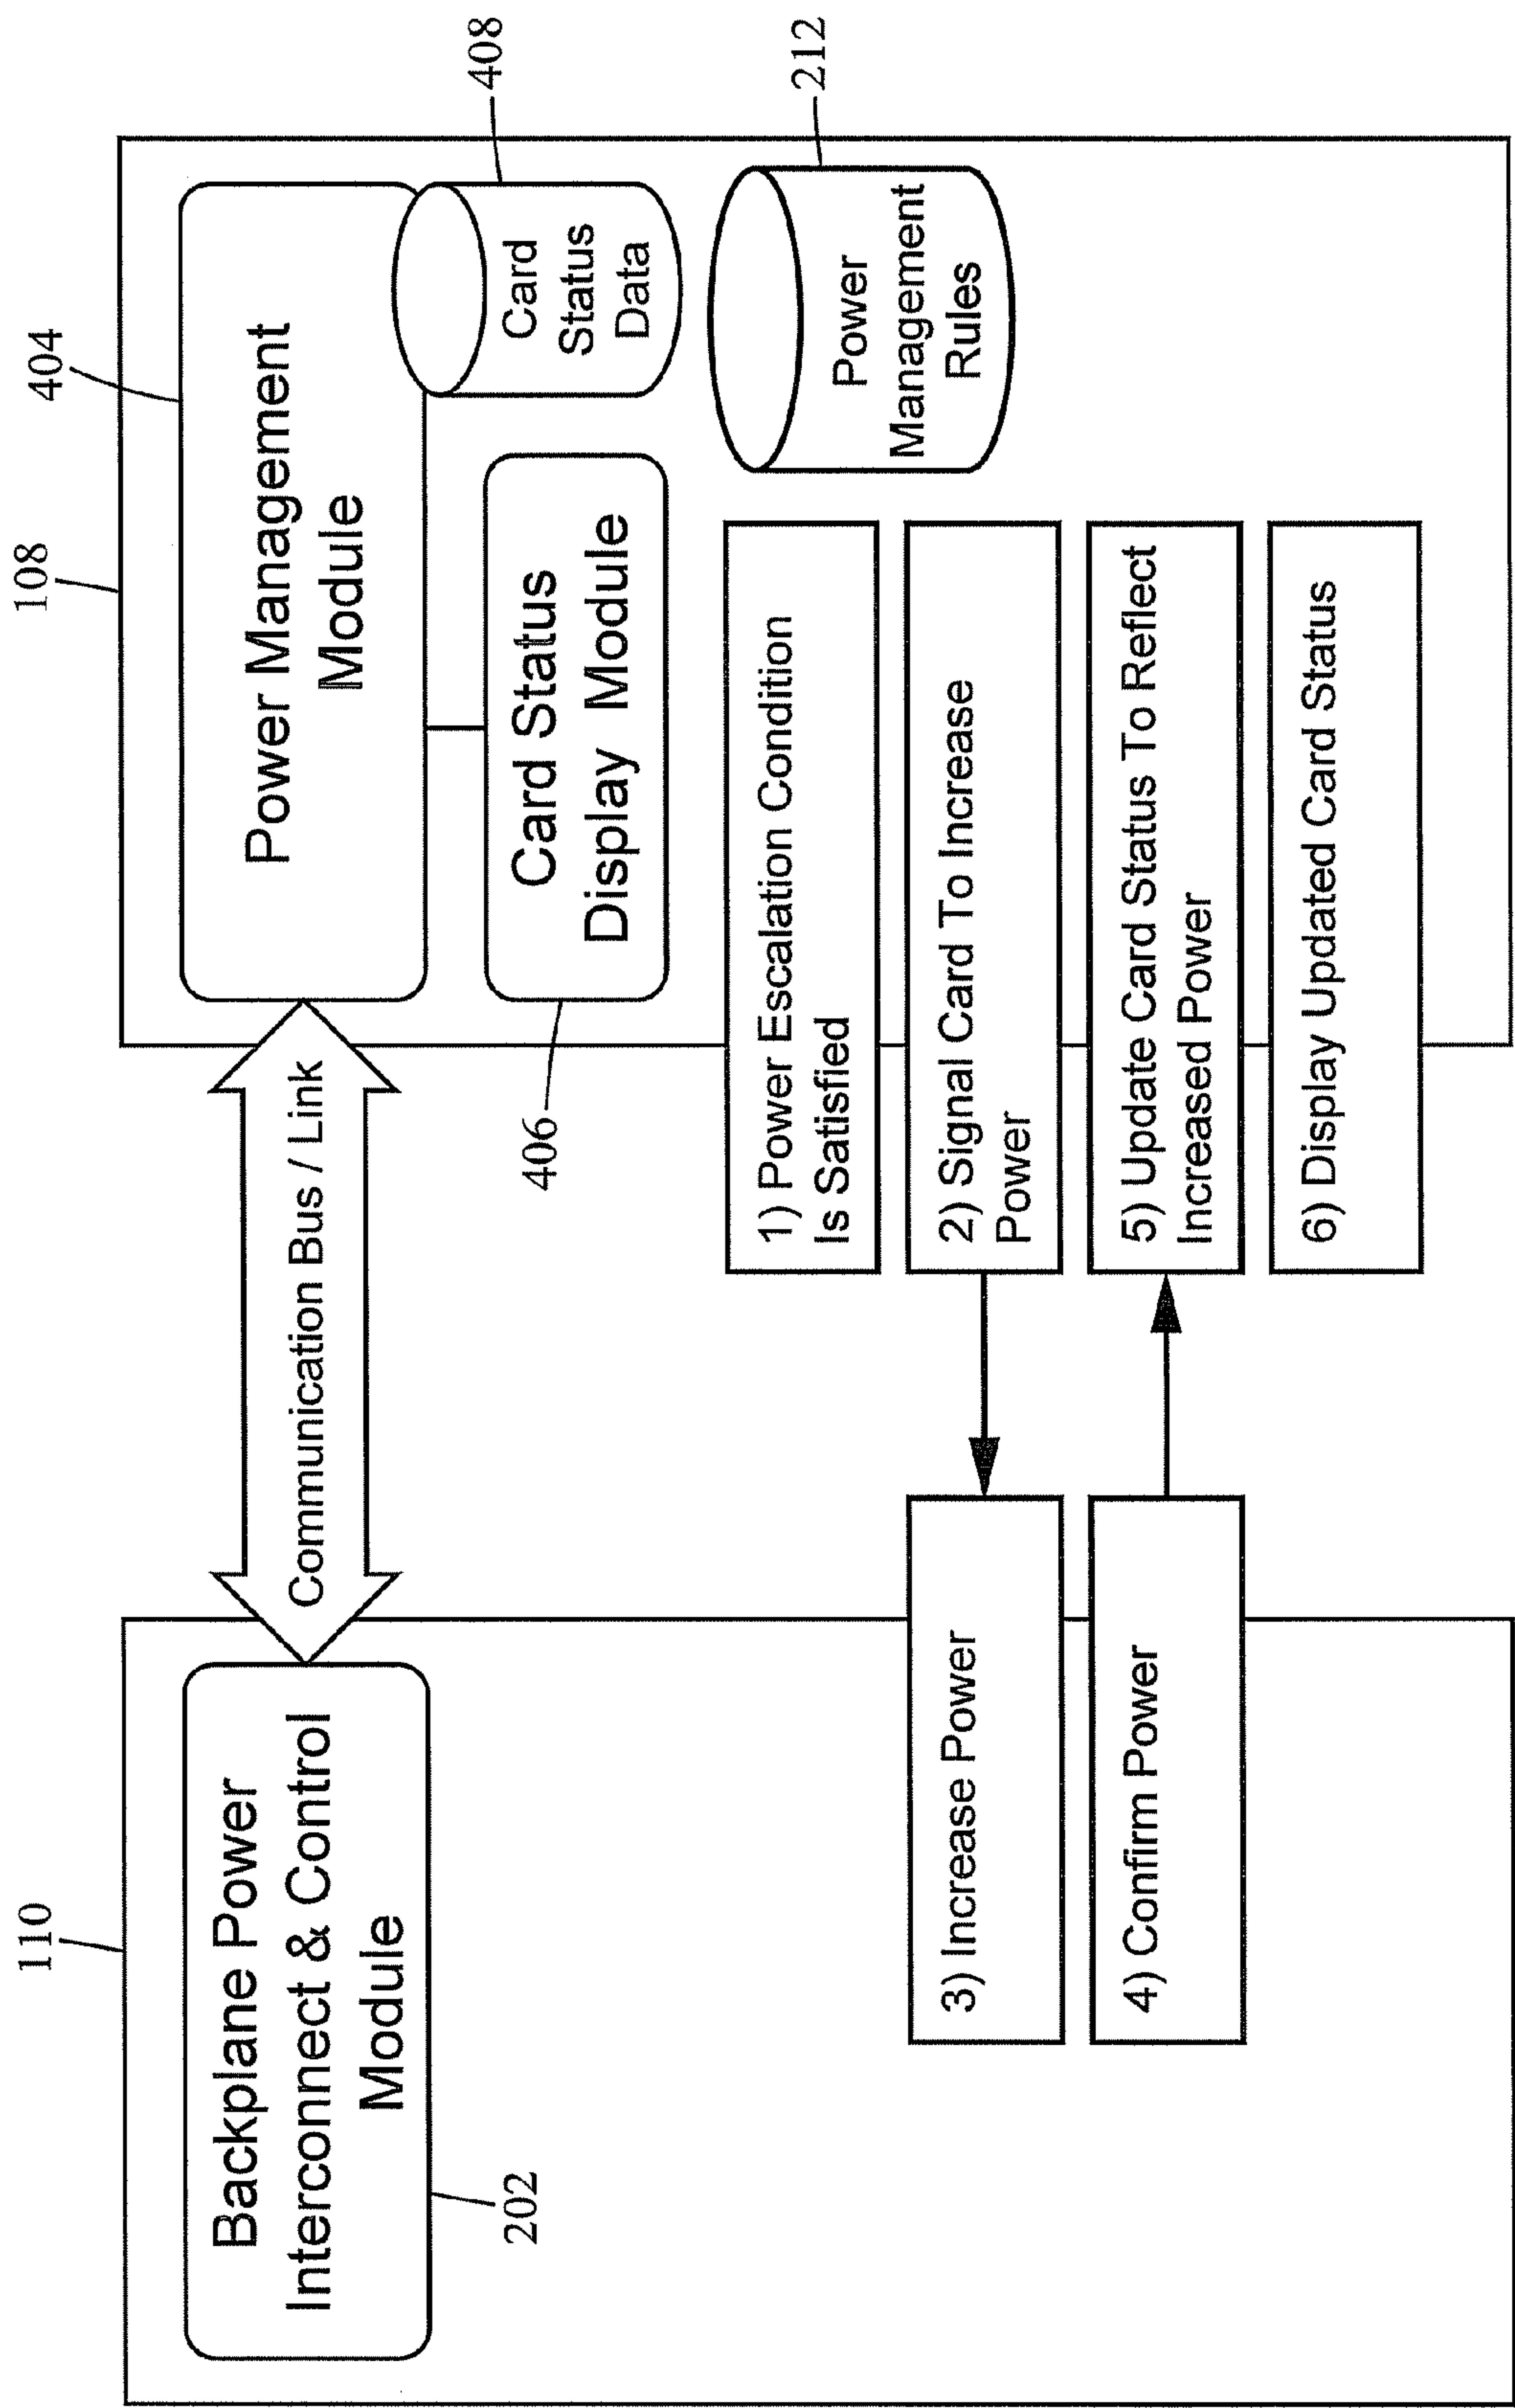 110
108
404
Backplane Power
Interconnect & Control
Module
202
Communication Bus / Link
Power Management
Module
408
Card
Status
Data
406
Card Status
Display Module
212
Power
Management
Rules
1) Power Escalation Condition
Is Satisfied
2) Signal Card To Increase
Power
3) Increase Power
4) Confirm Power
5) Update Card Status To Reflect
Increased Power
6) Display Updated Card Status